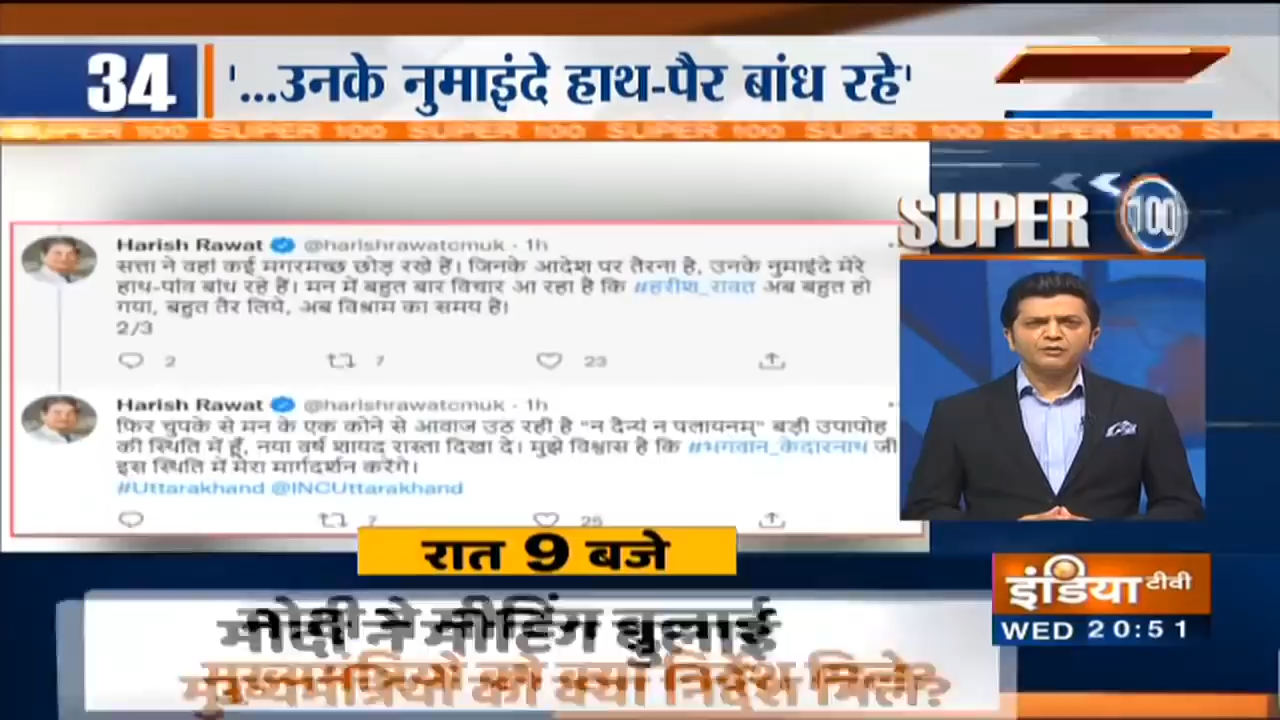 34
'...उनके नुमाइंदे हाथ-पैर बांध रहे'
SUPER 100 SUPER 100 SUPER 100 SUPER 100 SUPER 100 SUPER 100
SUPER 100
Harish Rawat @harishrawatcmuk · 1h
सत्ता ने वहां कई मगरमच्छ छोड़ रखे हैं। जिनके आदेश पर तैरना है, उनके नुमाइंदे मेरे
हाथ-पांव बांध रहे हैं। मन में बहुत बार विचार आ रहा है कि #हरीश_रावत अब बहुत हो
गया, बहुत तैर लिये, अब विश्राम का समय है।
2/3
2 7 23
Harish Rawat @harishrawatcmuk · 1h
फिर चुपके से मन के एक कोने से आवाज उठ रही है "न दैन्यं न पलायनम्" बड़ी उपापोह
की स्थिति में हूँ, नया वर्ष शायद रास्ता दिखा दे। मुझे विश्वास है कि #भगवान_केदारनाथ जी
इस स्थिति में मेरा मार्गदर्शन करेंगे।
#Uttarakhand @INCUttarakhand
7 25
रात 9 बजे
मोदी ने मीटिंग बुलाई
मुख्यमंत्रियों को क्या निर्देश मिले?
इंडिया टीवी
WED 20:51